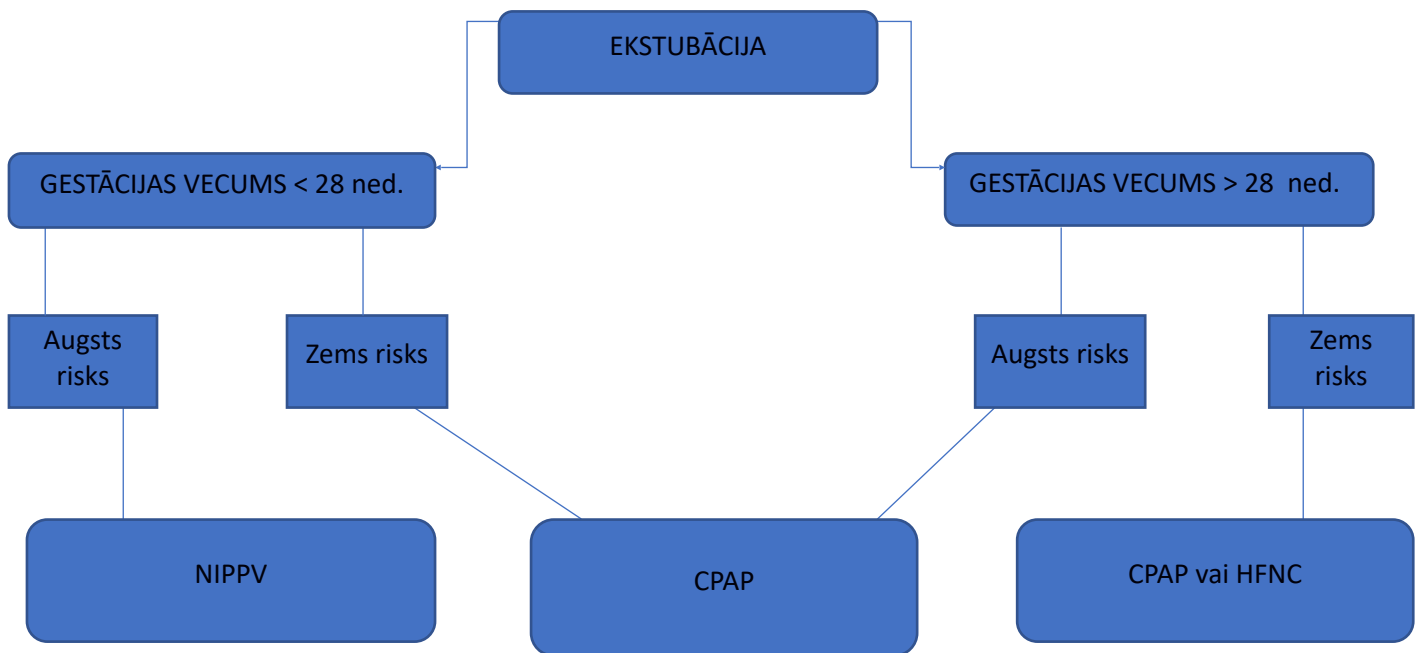 EKSTUBĀCIJA
GESTĀCIJAS VECUMS < 28 ned.
GESTĀCIJAS VECUMS > 28 ned.
Augsts
risks
Zems risks
Augsts risks
Zems
risks
NIPPV
CPAP
CPAP vai HFNC